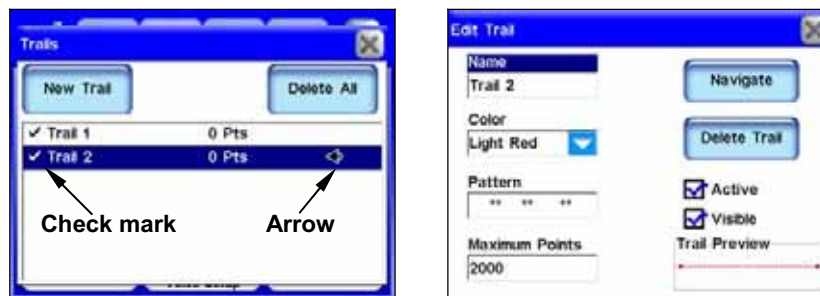 Trails
New Trail
Delete All
✓ Trail 1 0 Pts
✓ Trail 2 0 Pts
Check mark
Arrow
Edit Trail
Name
Trail 2
Navigate
Color
Light Red
Delete Trail
Pattern
Active
Visible
Maximum Points
2000
Trail Preview